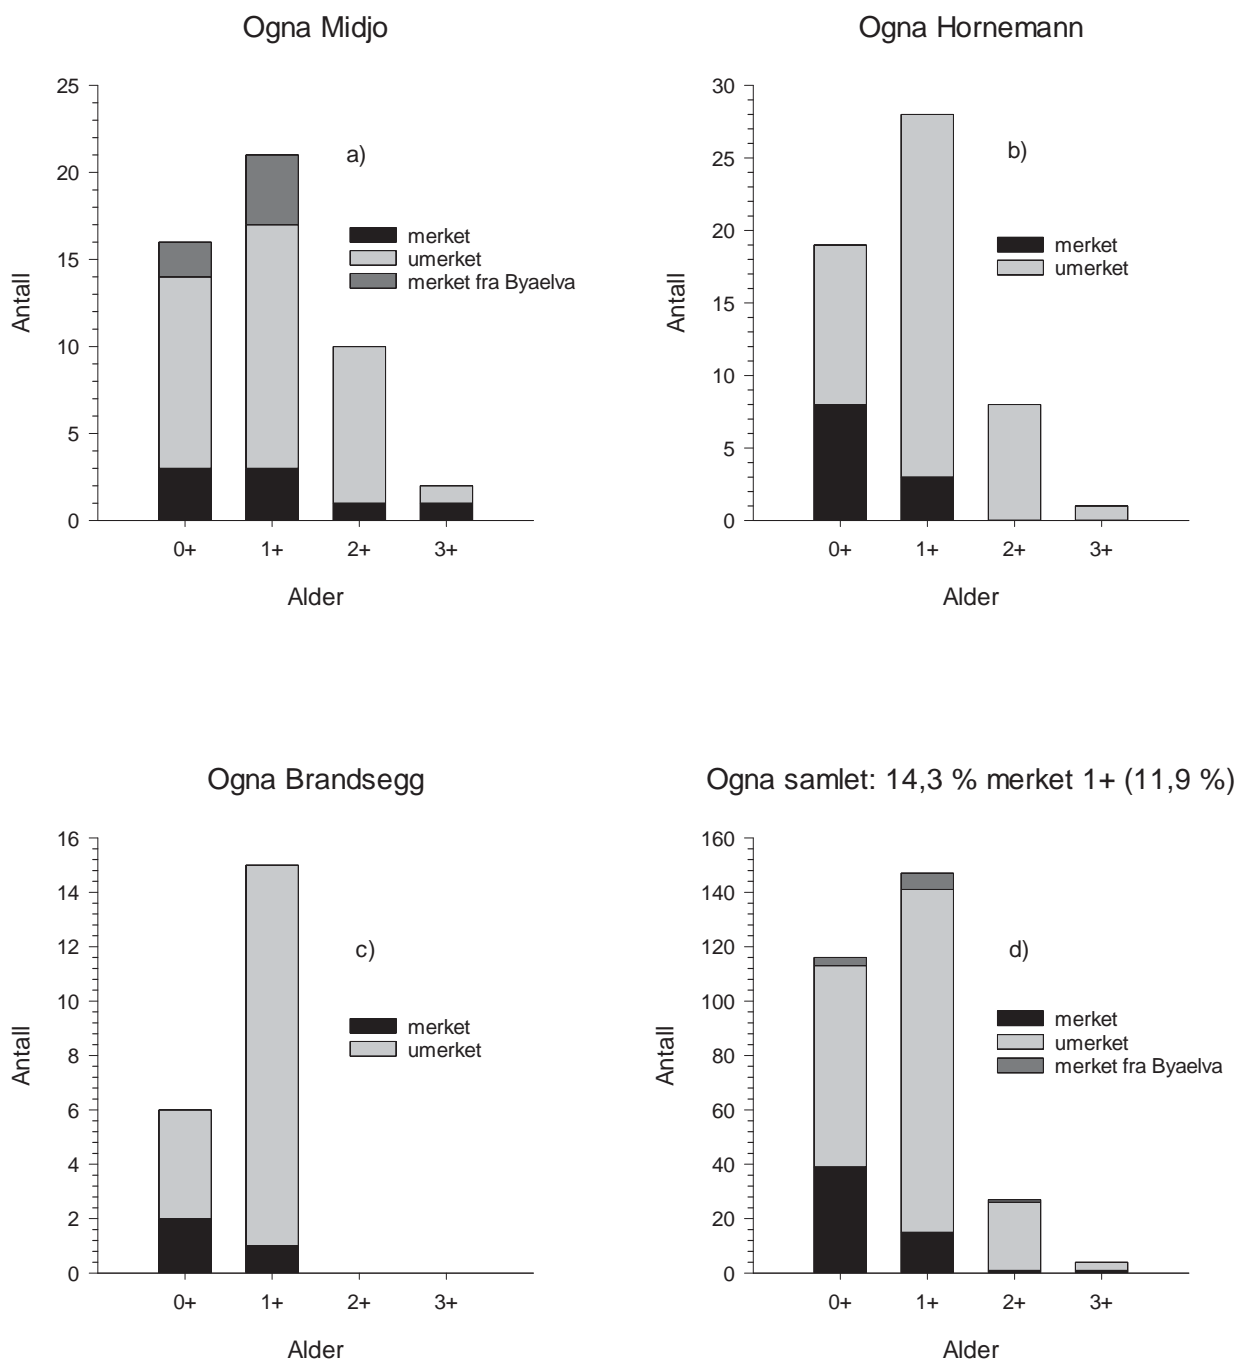 Ogna Midjo
25
20
15
10
5
0
Antall
a)
merket
umerket
merket fra Byaelva
0+ 1+ 2+ 3+
Alder
Ogna Hornemann
30
25
20
15
10
5
0
Antall
b)
merket
umerket
0+ 1+ 2+ 3+
Alder
Ogna Brandsegg
16
14
12
10
8
6
4
2
0
Antall
c)
merket
umerket
0+ 1+ 2+ 3+
Alder
Ogna samlet: 14,3 % merket 1+ (11,9 %)
160
140
120
100
80
60
40
20
0
Antall
d)
merket
umerket
merket fra Byaelva
0+ 1+ 2+ 3+
Alder